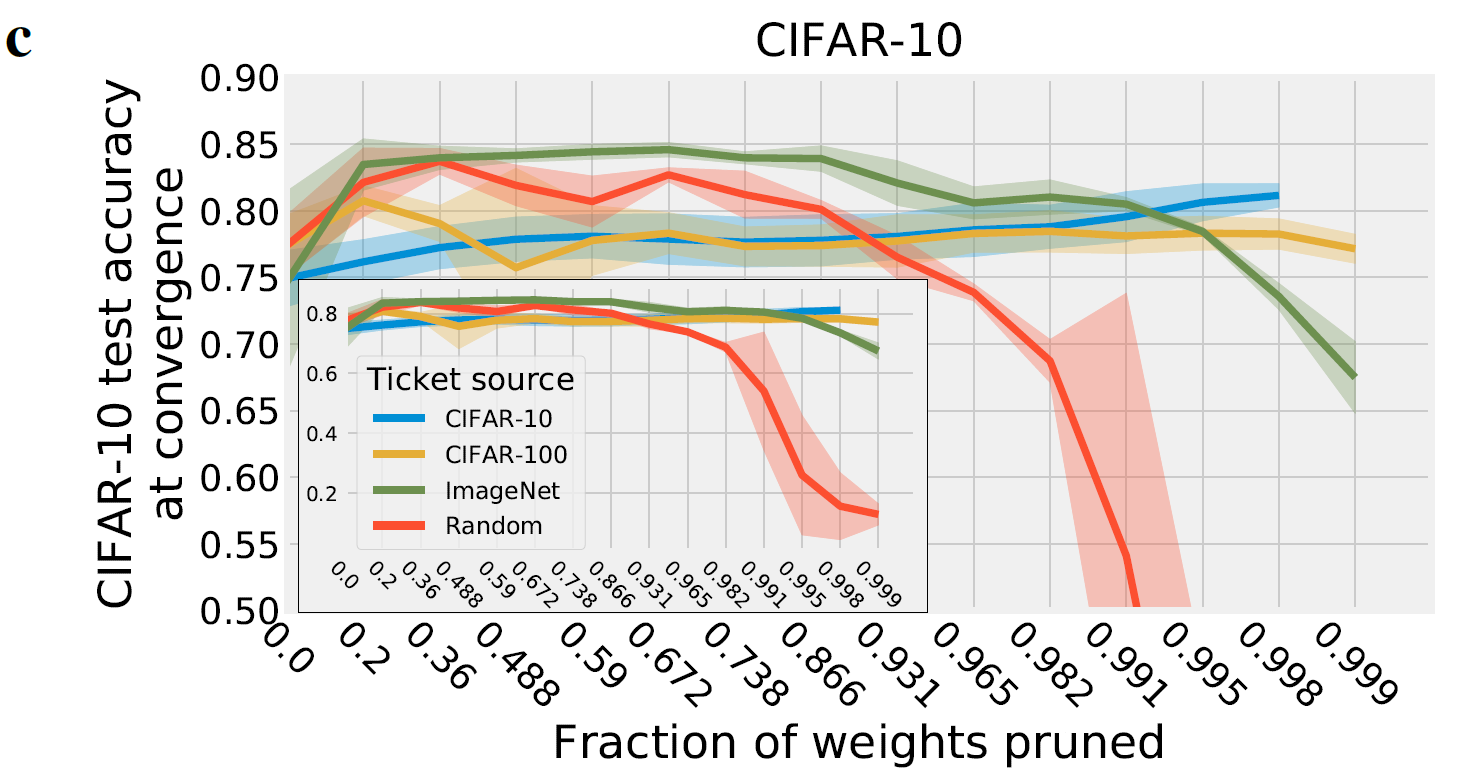 c
CIFAR-10
CIFAR-10 test accuracy
at convergence
0.90
0.85
0.80
0.75
0.70
0.65
0.60
0.55
0.50
0.8
0.6
0.4
0.2
Ticket source
CIFAR-10
CIFAR-100
ImageNet
Random
0.0 0.2 0.36 0.488 0.59 0.672 0.738 0.866 0.931 0.965 0.982 0.991 0.995 0.998 0.999
0.0 0.2 0.36 0.488 0.59 0.672 0.738 0.866 0.931 0.965 0.982 0.991 0.995 0.998 0.999
Fraction of weights pruned